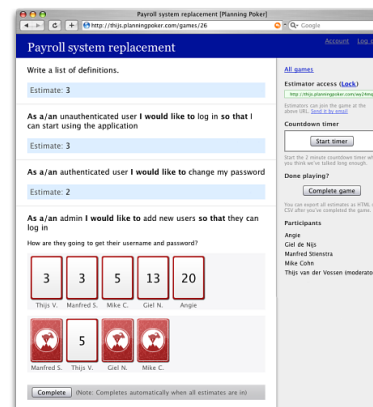 Payroll system replacement [Planning Poker]
http://thijs.planningpoker.com/games/26
Google
Payroll system replacement
Account
Write a list of definitions.
Estimate: 3
As a/an unauthenticated user I would like to log in so that I
can start using the application
Estimate: 3
As a/an authenticated user I would like to change my password
Estimate: 2
As a/an admin I would like to add new users so that they can
log in
How are they going to get their username and password?
3 3 5 13 20
Thijs V. Manfred S. Mike C. Giel N. Angie
5
Manfred S. Thijs V. Giel N. Mike C.
Complete (Note: Completes automatically when all estimates are in)
All games
Estimator access (Lock)
Estimators can join the game at the
above URL. Send it by email
Countdown timer
Start timer
Start the 2 minute countdown timer
you think we've talked long enough.
Done playing?
Complete game
You can export all estimates as HTML
CSV after you've completed the game.
Participants
Angie
Giel de Nijs
Manfred Stienstra
Mike Cohn
Thijs van der Vossen (moderato